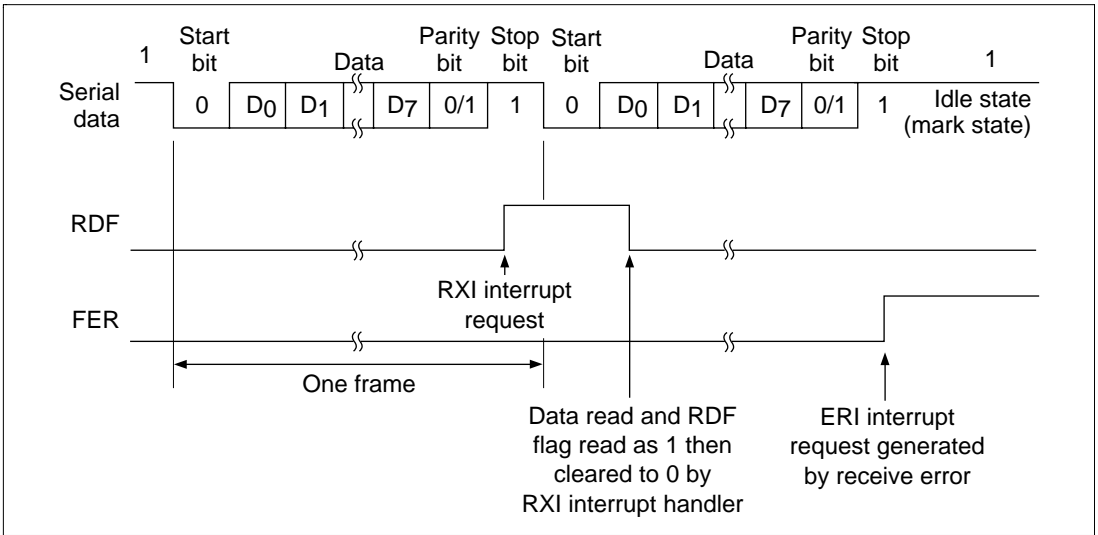 1 Start bit Data Parity bit Stop bit Start bit Data Parity bit Stop bit 1
Serial data 0 D0 D1 D7 0/1 1 0 D0 D1 D7 0/1 1 Idle state (mark state)
RDF
RXI interrupt
request
FER
One frame
Data read and RDF
flag read as 1 then
cleared to 0 by
RXI interrupt handler
ERI interrupt
request generated
by receive error